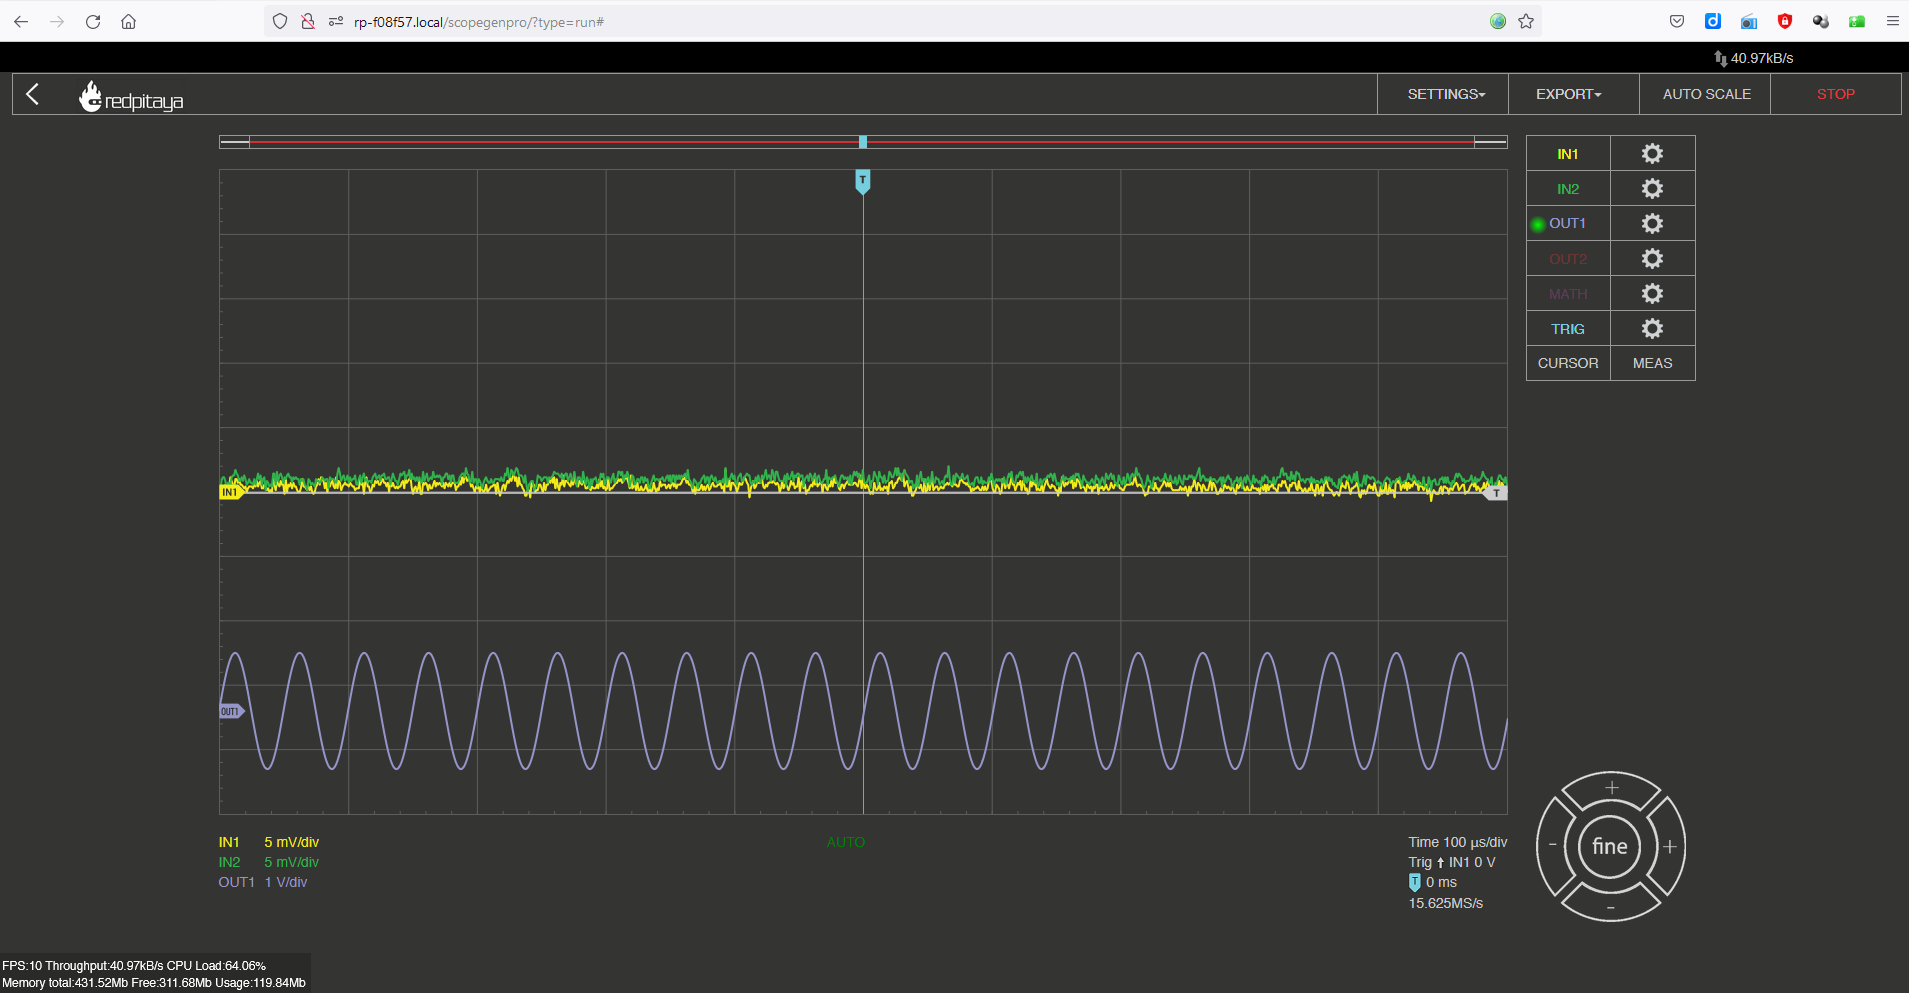 rp-f08f57.local/scopegenpro/?type=run#
40.97kB/s
redpitaya
SETTINGS
EXPORT
AUTO SCALE
STOP
T
IN1
IN2
OUT1
OUT2
MATH
TRIG
CURSOR MEAS
IN1
T
OUT1
IN1 5 mV/div
IN2 5 mV/div
OUT1 1 V/div
AUTO
Time 100 µs/div
Trig IN1 0 V
T 0 ms
15.625MS/s
+
- fine +
-
FPS:10 Throughput:40.97kB/s CPU Load:64.06%
Memory total:431.52Mb Free:311.68Mb Usage:119.84Mb